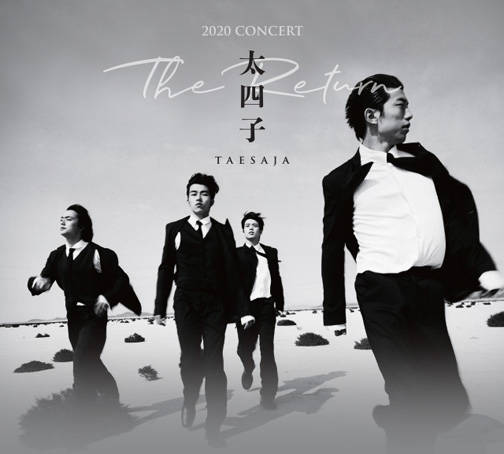 2020 CONCERT
The Return
太四子
TAESAJA